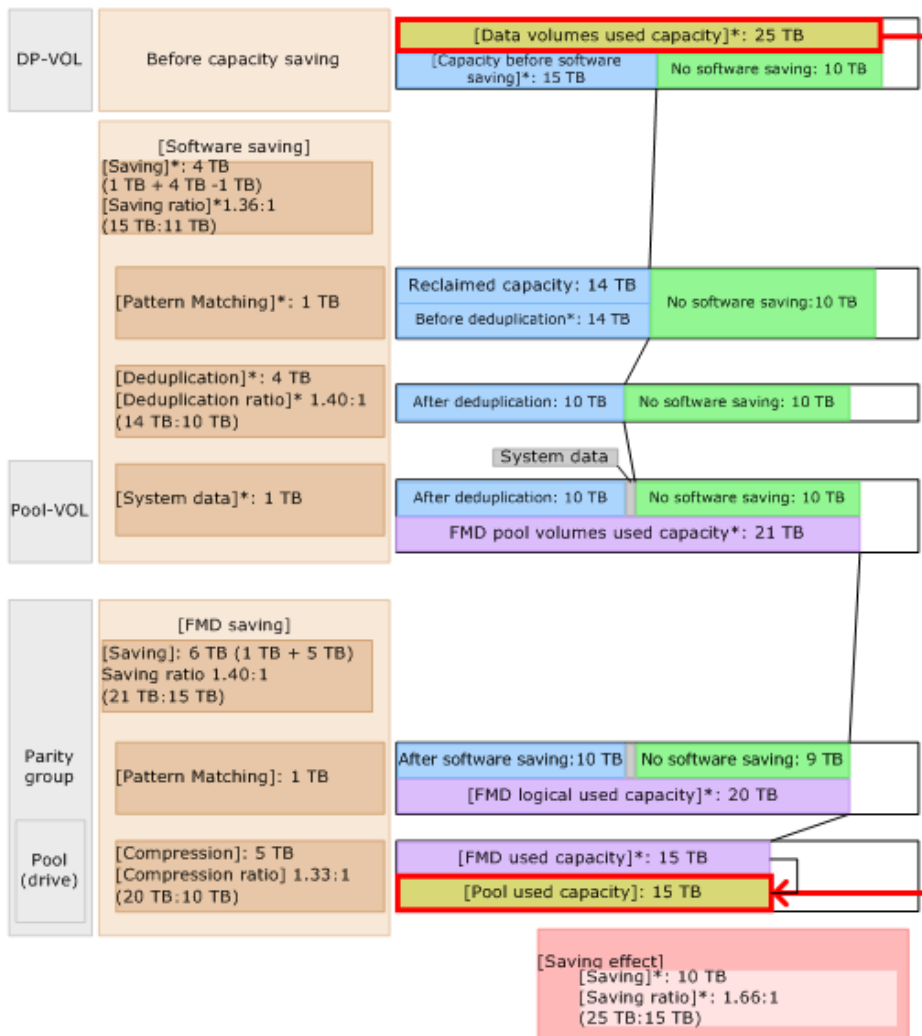 DP-VOL
Before capacity saving
[Data volumes used capacity]*: 25 TB
[Capacity before software
saving]*: 15 TB
No software saving: 10 TB
[Software saving]
[Saving]*: 4 TB
(1 TB + 4 TB -1 TB)
[Saving ratio]*1.36:1
(15 TB:11 TB)
[Pattern Matching]*: 1 TB
Reclaimed capacity: 14 TB
Before deduplication*: 14 TB
No software saving:10 TB
[Deduplication]*: 4 TB
[Deduplication ratio]* 1.40:1
(14 TB:10 TB)
After deduplication: 10 TB
No software saving: 10 TB
System data
Pool-VOL
[System data]*: 1 TB
After deduplication: 10 TB
No software saving: 10 TB
FMD pool volumes used capacity*: 21 TB
[FMD saving]
[Saving]: 6 TB (1 TB + 5 TB)
Saving ratio 1.40:1
(21 TB:15 TB)
Parity
group
[Pattern Matching]: 1 TB
After software saving:10 TB
No software saving: 9 TB
[FMD logical used capacity]*: 20 TB
Pool
(drive)
[Compression]: 5 TB
[Compression ratio] 1.33:1
(20 TB:10 TB)
[FMD used capacity]*: 15 TB
[Pool used capacity]: 15 TB
[Saving effect]
[Saving]*: 10 TB
[Saving ratio]*: 1.66:1
(25 TB:15 TB)